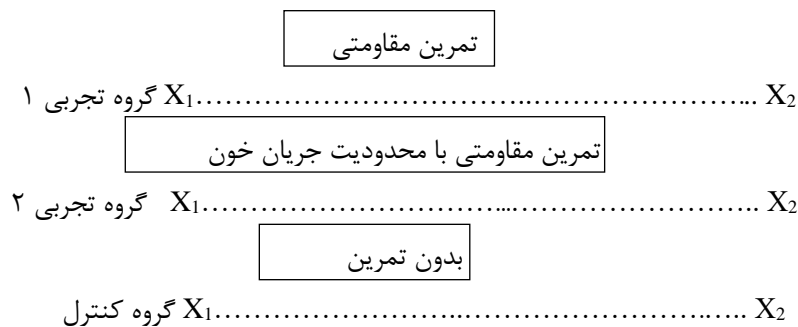 تمرین مقاومتی
گروه تجربی ۱ X₁……………………………..…………………... X₂
تمرین مقاومتی با محدودیت جریان خون
گروه تجربی ۲ X₁…………………………...…………………….. X₂
بدون تمرین
گروه کنترل X₁……………………..……………………….….. X₂